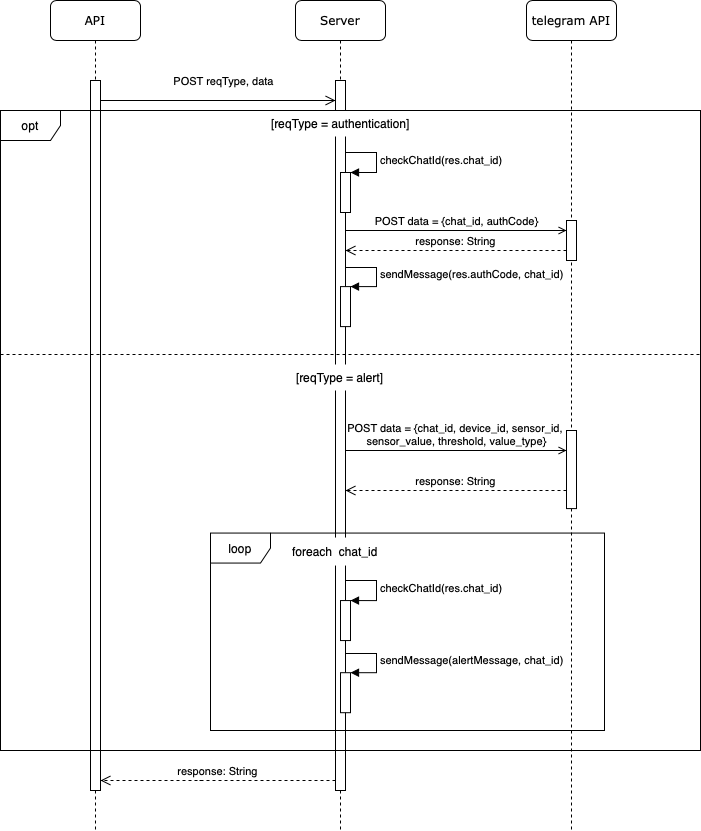 API
Server
telegram API
POST reqType, data
opt
[reqType = authentication]
checkChatId(res.chat_id)
POST data = {chat_id, authCode}
response: String
sendMessage(res.authCode, chat_id)
[reqType = alert]
POST data = {chat_id, device_id, sensor_id,
sensor_value, threshold, value_type}
response: String
loop
foreach chat_id
checkChatId(res.chat_id)
sendMessage(alertMessage, chat_id)
response: String